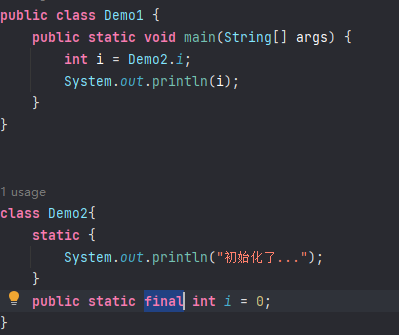 public class Demo1 {
    public static void main(String[] args) {
        int i = Demo2.i;
        System.out.println(i);
    }
}
1 usage
class Demo2{
    static {
        System.out.println("初始化了...");
    }
    public static final int i = 0;
}